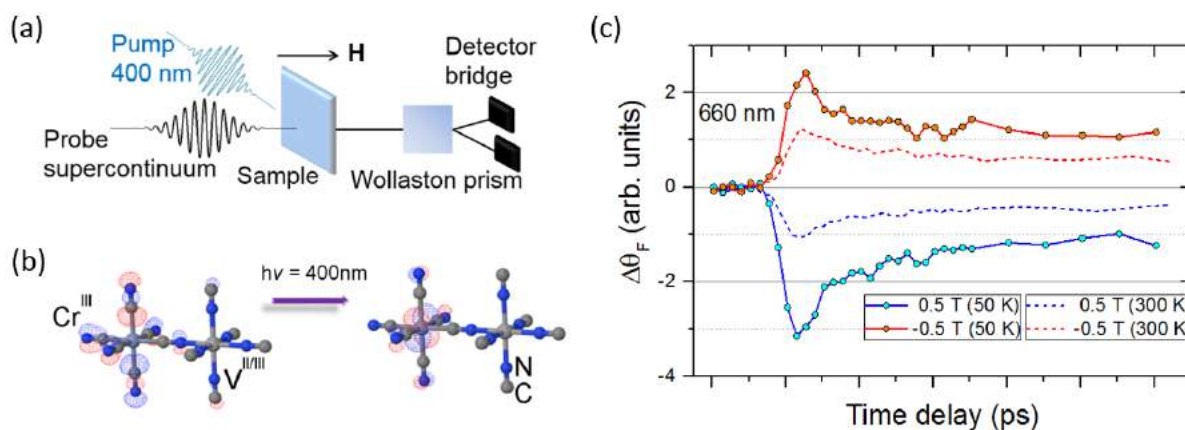 (a)
Pump
400 nm
H
Detector
bridge
Probe
supercontinuum
Sample
Wollaston prism
(b)
hν = 400nm
Cr^III
V^II/III
N
C
(c)
660 nm
2
0
-2
-4
Δθ_F (arb. units)
0.5 T (50 K)
-0.5 T (50 K)
0.5 T (300 K)
-0.5 T (300 K)
Time delay (ps)